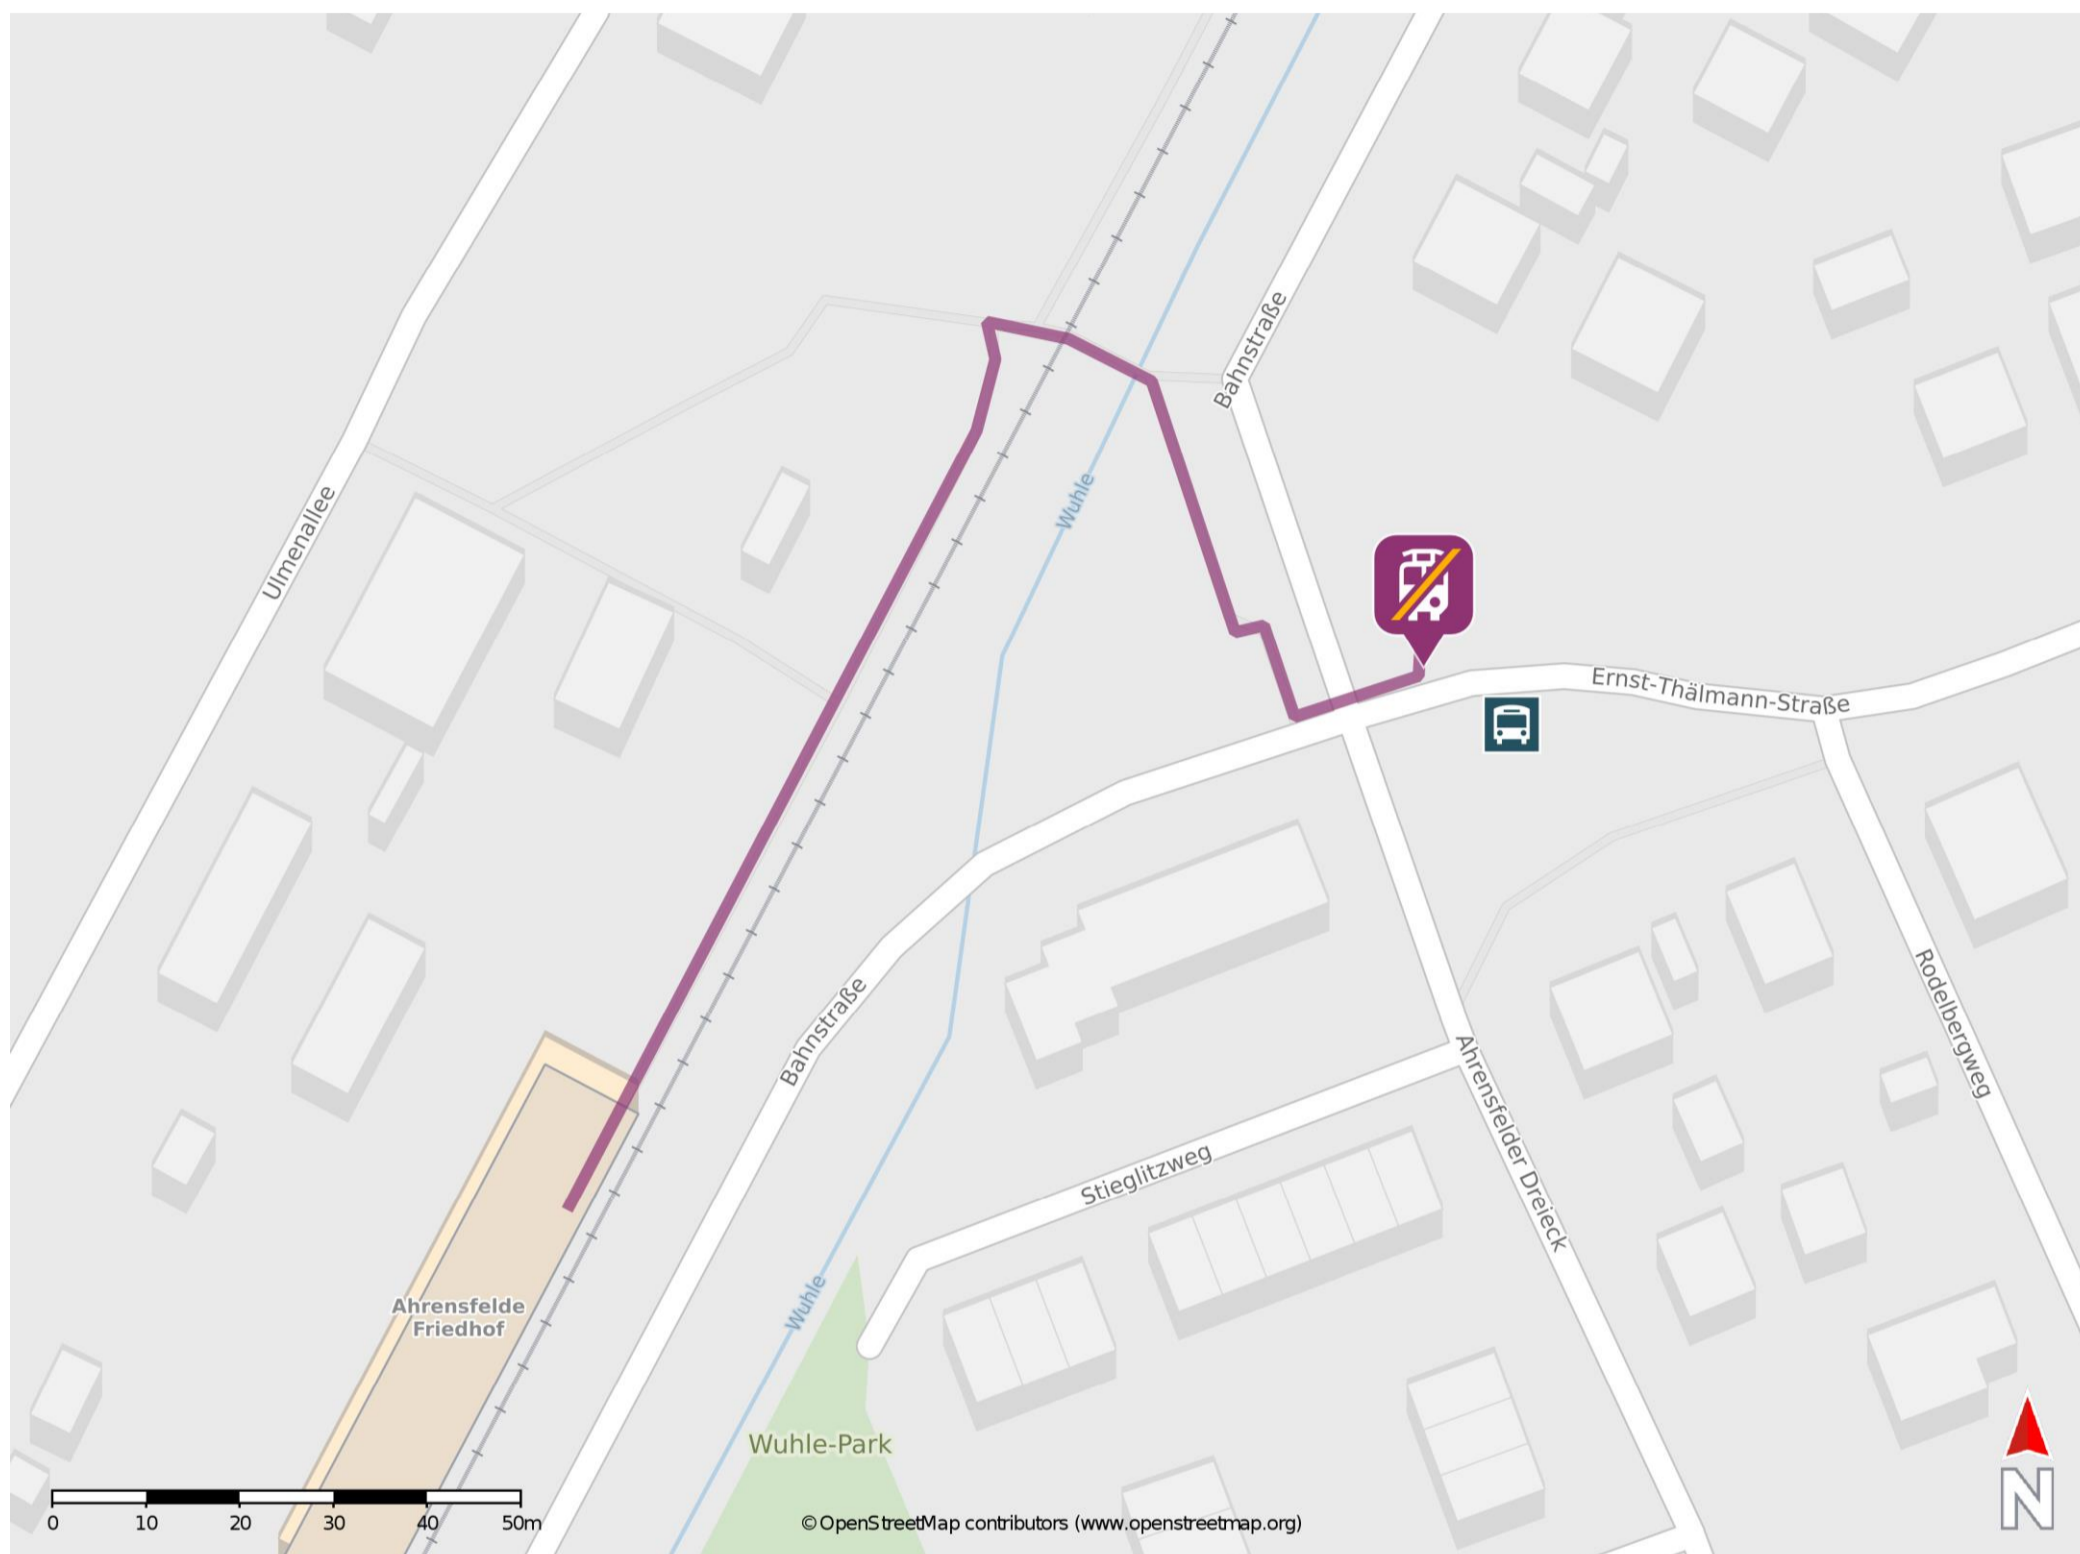 Bahnstraße
Ulmenallee
Wuhle
Ernst-Thälmann-Straße
Bahnstraße
Rodelbergweg
Ahrensfelder Dreieck
Stieglitzweg
Wuhle
Ahrensfelde
Friedhof
Wuhle-Park
N
0 10 20 30 40 50m
© OpenStreetMap contributors (www.openstreetmap.org)